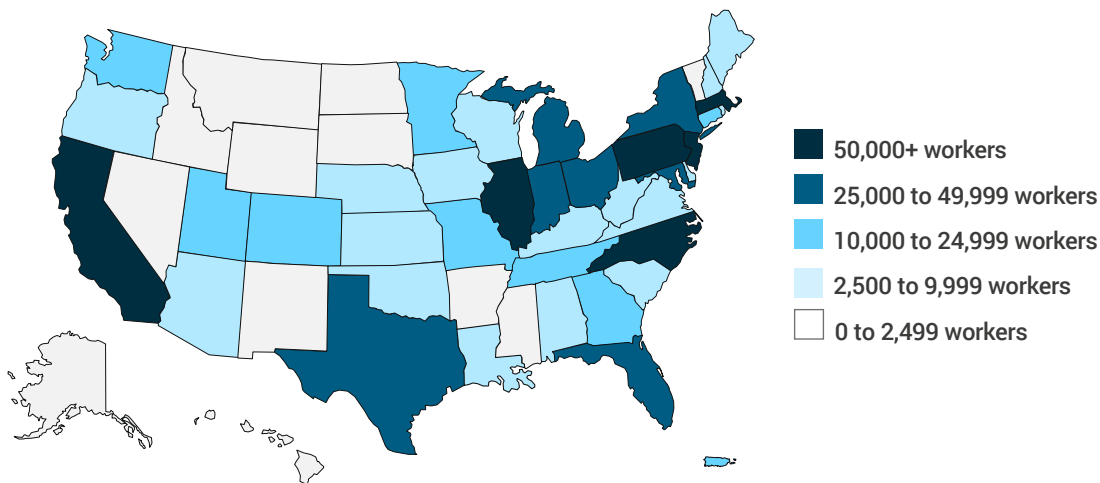 50,000+ workers
25,000 to 49,999 workers
10,000 to 24,999 workers
2,500 to 9,999 workers
0 to 2,499 workers